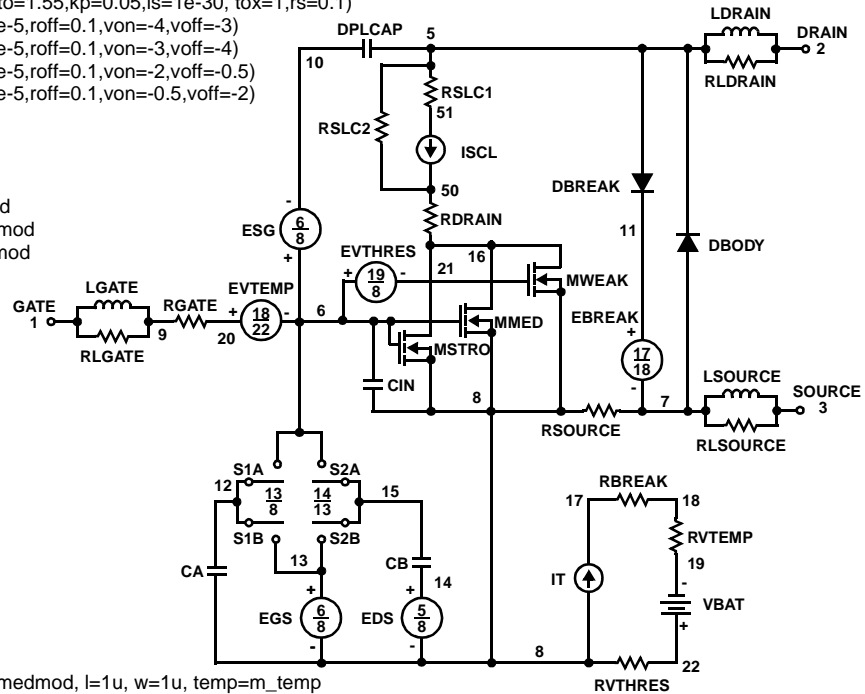 to=1.55,kp=0.05,is=1e-30, tox=1,rs=0.1)
e-5,roff=0.1,von=-4,voff=-3)
e-5,roff=0.1,von=-3,voff=-4)
e-5,roff=0.1,von=-2,voff=-0.5)
e-5,roff=0.1,von=-0.5,voff=-2)
d
mod
mod
DPLCAP
5
10
LDRAIN
DRAIN
2
RLDRAIN
RSLC1
51
RSLC2
ISCL
50
RDRAIN
DBREAK
11
DBODY
-
ESG
6
8
+
EVTHRES
+
19
8
-
21
16
MWEAK
LGATE
GATE
1
RLGATE
9
RGATE
20
EVTEMP
+
18
22
-
6
MMED
MSTRO
EBREAK
+
17
18
-
CIN
8
RSOURCE
7
LSOURCE
SOURCE
3
RLSOURCE
S1A
S2A
12
13
8
14
13
15
S1B
S2B
13
CA
CB
14
+
EGS
6
8
-
+
EDS
5
8
-
RBREAK
17
18
RVTEMP
19
IT
-
VBAT
+
8
22
RVTHRES
medmod, l=1u, w=1u, temp=m_temp